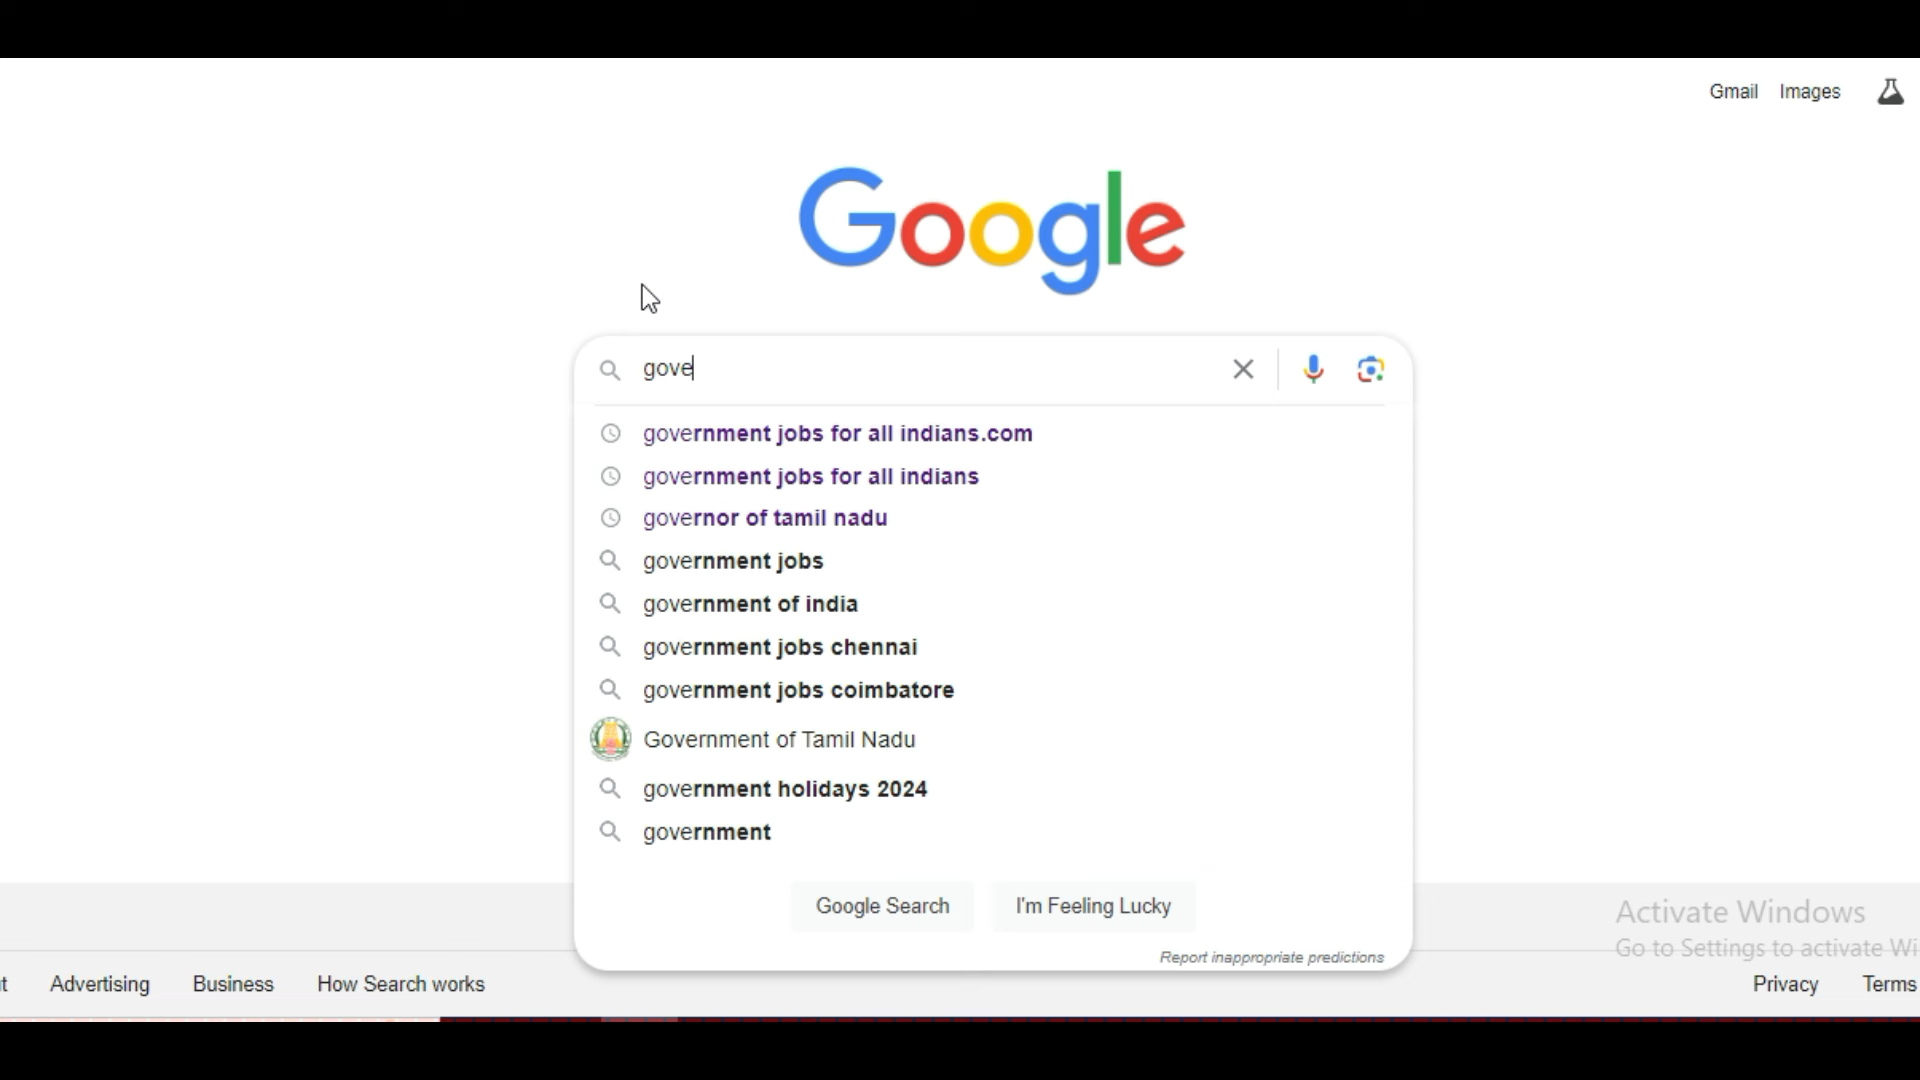 Gmail Images
Google
gove
government jobs for all indians.com
government jobs for all indians
governor of tamil nadu
government jobs
government of india
government jobs chennai
government jobs coimbatore
Government of Tamil Nadu
government holidays 2024
government
Google Search I'm Feeling Lucky
Report inappropriate predictions
Activate Windows
Go to Settings to activate Wi
t Advertising Business How Search works Privacy Terms